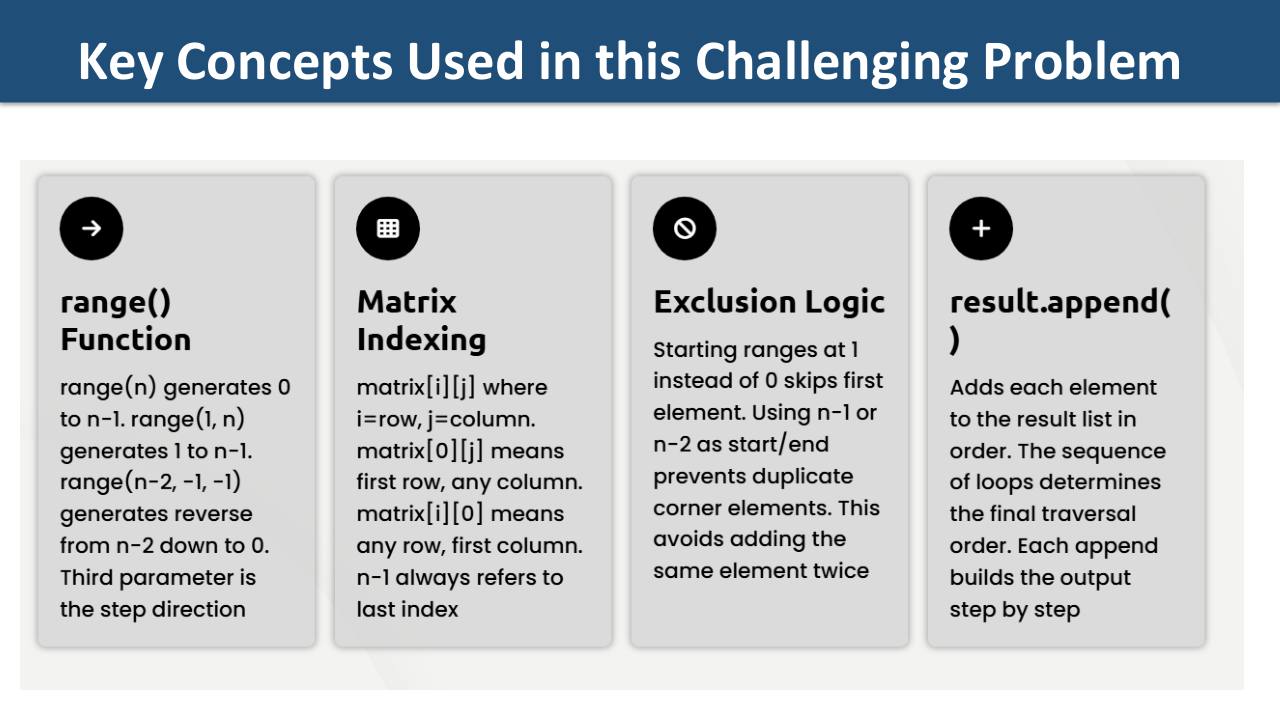 Key Concepts Used in this Challenging Problem
range()
Function
range(n) generates 0
to n-1. range(1, n)
generates 1 to n-1.
range(n-2, -1, -1)
generates reverse
from n-2 down to 0.
Third parameter is
the step direction
Matrix
Indexing
matrix[i][j] where
i=row, j=column.
matrix[0][j] means
first row, any column.
matrix[i][0] means
any row, first column.
n-1 always refers to
last index
Exclusion Logic
Starting ranges at 1
instead of 0 skips first
element. Using n-1 or
n-2 as start/end
prevents duplicate
corner elements. This
avoids adding the
same element twice
result.append(
)
Adds each element
to the result list in
order. The sequence
of loops determines
the final traversal
order. Each append
builds the output
step by step